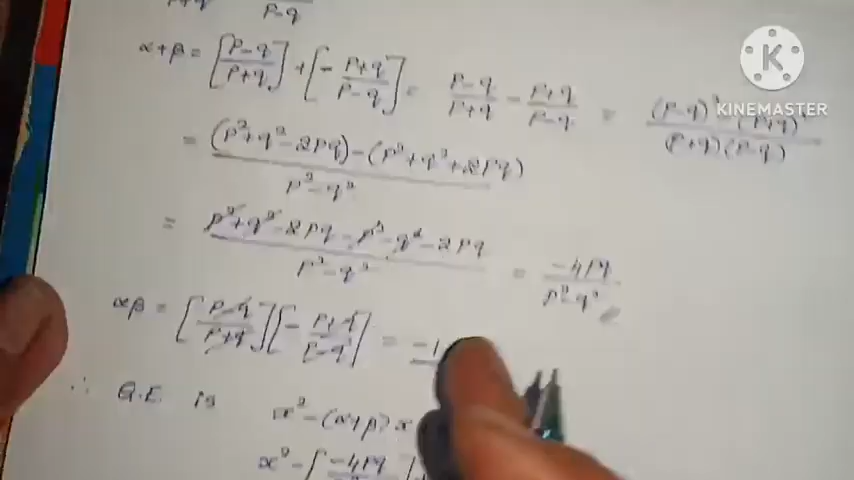 P+q P-q
K KINEMASTER
α+β = [P-q/P+q] + [-P+q/P-q] = P-q/P+q - P+q/P-q = (P-q)² - (P+q)²/(P+q)(P-q)
= (P²+q²-2Pq)-(P²+q²+2Pq)/P²-q²
= P²+q²-2Pq-P²-q²-2Pq/P²-q² = -4Pq/P²-q²
αβ = [P-q/P+q][-P+q/P-q] = -1
∴ Q.E. is x²-(α+β)x
x²-[-4Pq